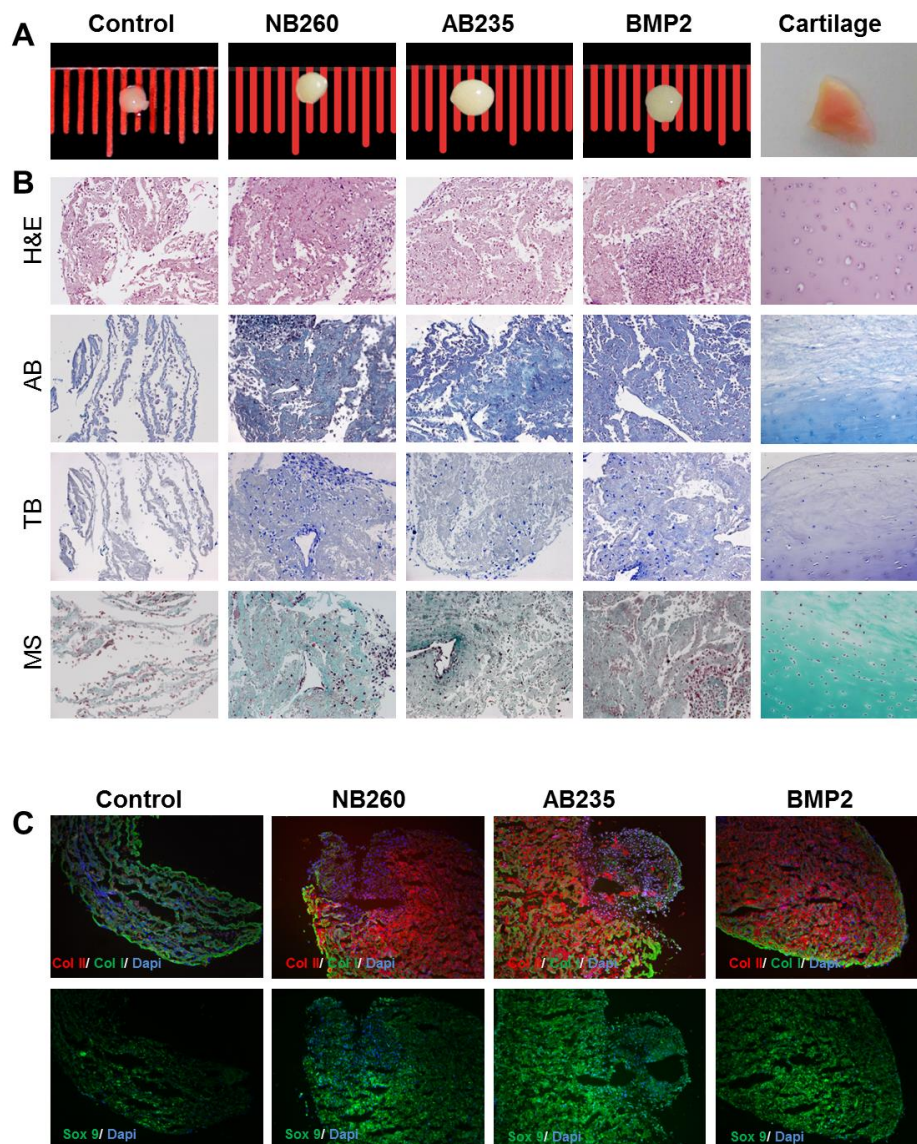 A
Control NB260 AB235 BMP2 Cartilage
B
H&E
AB
TB
MS
Control NB260 AB235 BMP2
C
Col II/ Col I/ Dapi Col II/ Col I/ Dapi Col II/ Col I/ Dapi Col II/ Col I/ Dapi
Sox 9/ Dapi Sox 9/ Dapi Sox 9/ Dapi Sox 9/ Dapi